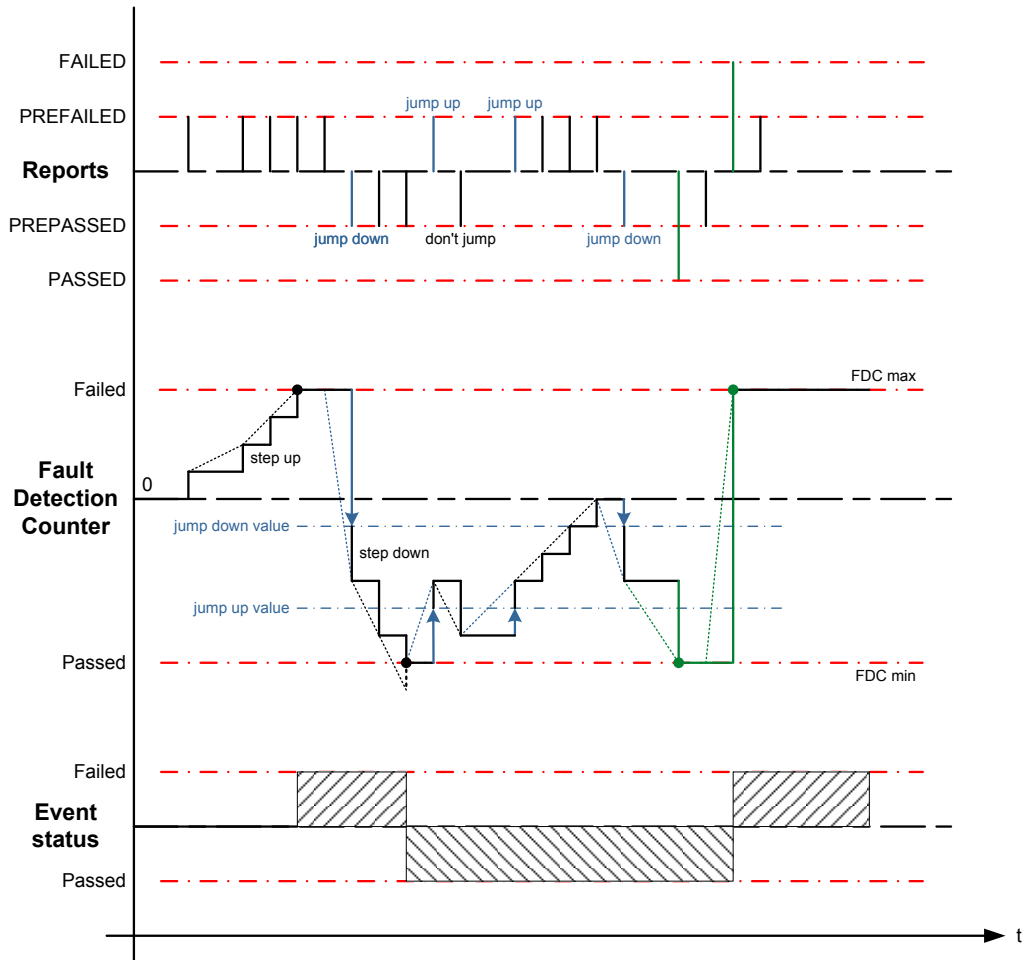 FAILED
jump up
jump up
PREFAILED
Reports
PREPASSED
jump down
don't jump
jump down
PASSED
Failed
FDC max
step up
0
Fault
Detection
Counter
jump down value
step down
jump up value
Passed
FDC min
Failed
Event
status
Passed
t